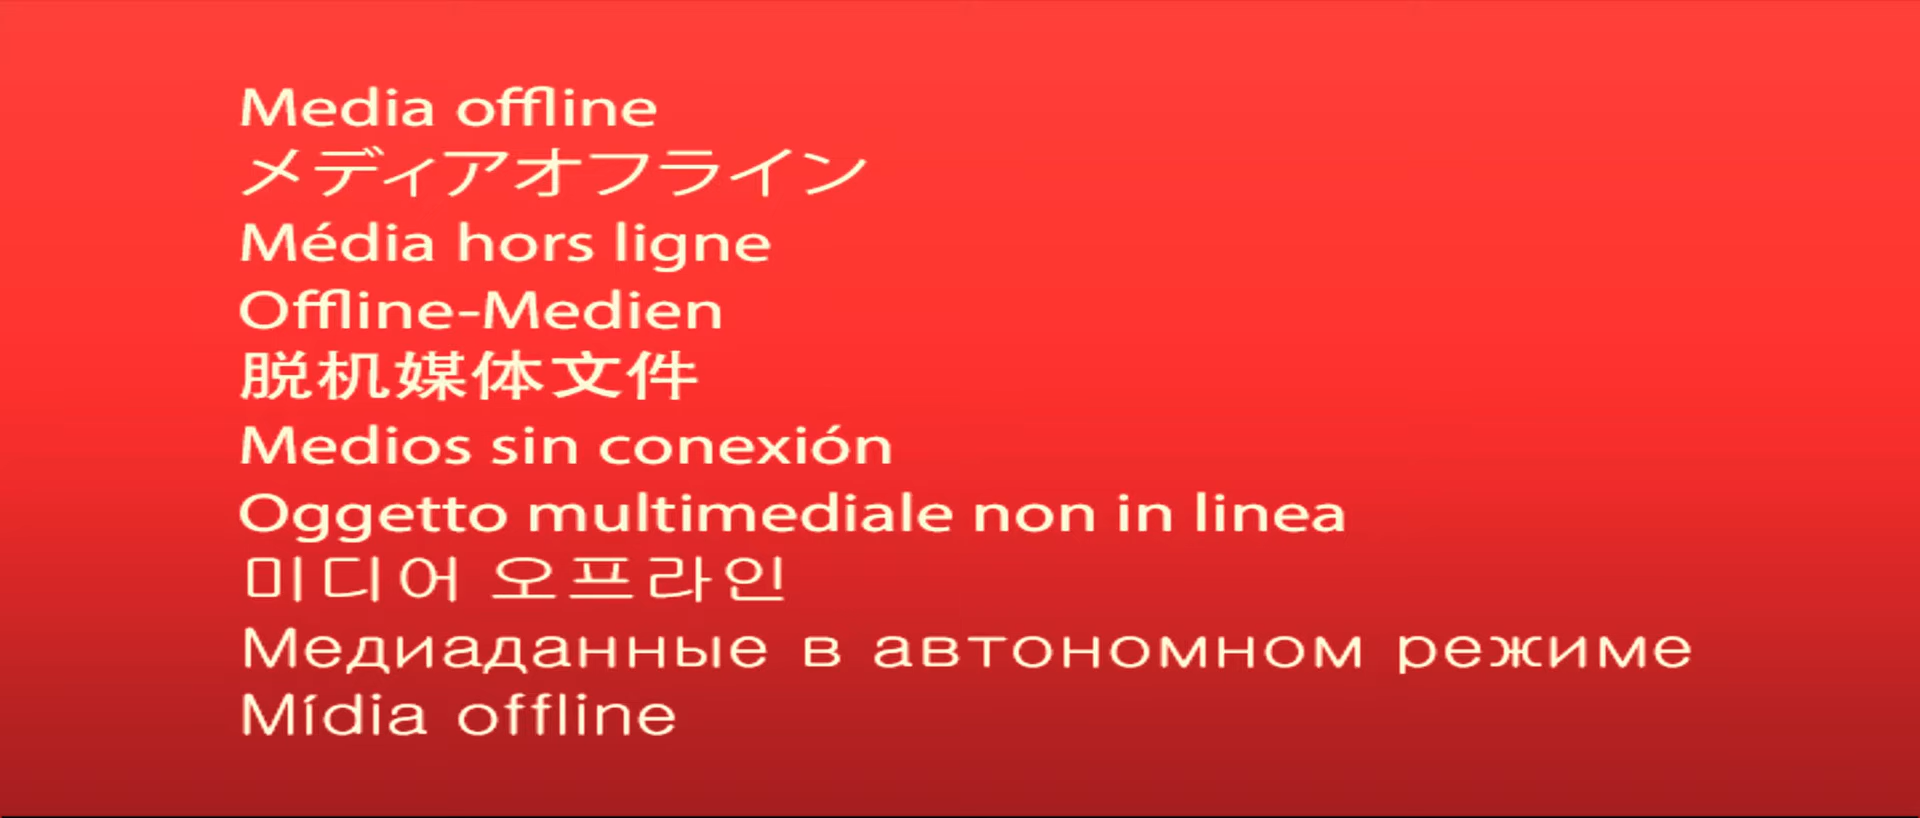 Media offline
メディアオフライン
Média hors ligne
Offline-Medien
脱机媒体文件
Medios sin conexión
Oggetto multimediale non in linea
미디어 오프라인
Медиаданные в автономном режиме
Mídia offline